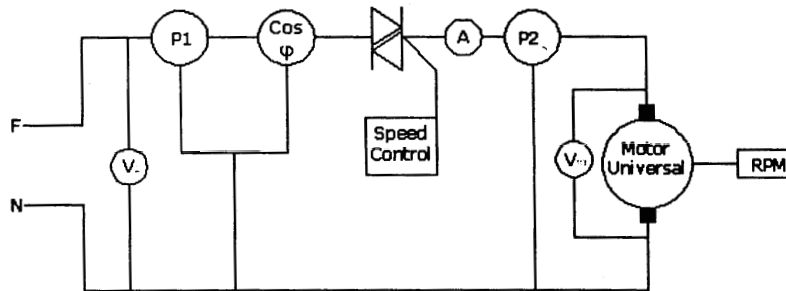 F
N
P1
Cos
φ
A
P2
Speed
Control
Motor
Universal
RPM